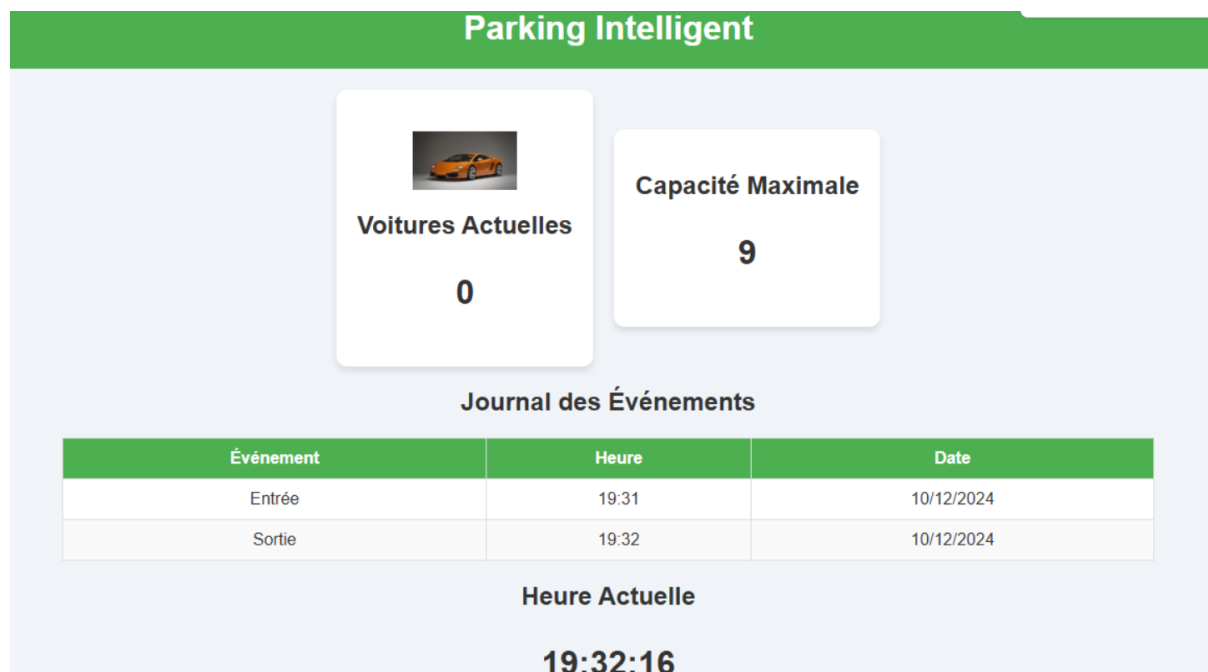 Parking Intelligent
Voitures Actuelles
0
Capacité Maximale
9
Journal des Événements
Événement Heure Date
Entrée 19:31 10/12/2024
Sortie 19:32 10/12/2024
Heure Actuelle
19:32:16